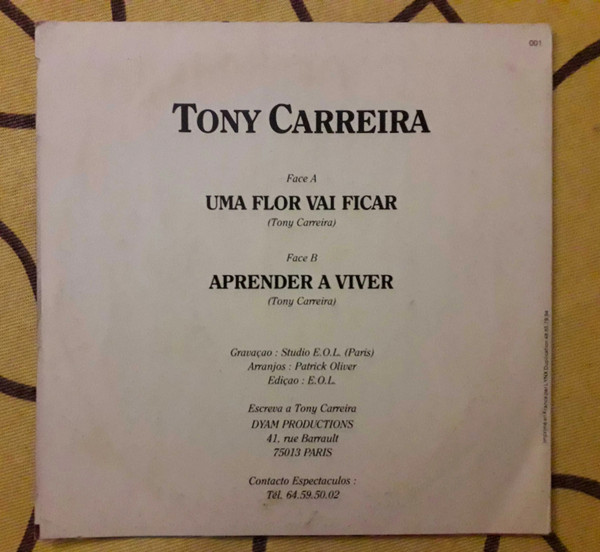 001
TONY CARREIRA
Face A
UMA FLOR VAI FICAR
(Tony Carreira)
Face B
APRENDER A VIVER
(Tony Carreira)
Gravaçao : Studio E.O.L. (Paris)
Arranjos : Patrick Oliver
Ediçao : E.O.L.
Escreva a Tony Carreira
DYAM PRODUCTIONS
41, rue Barrault
75013 PARIS
Contacto Espectaculos :
Tél. 64.59.50.02